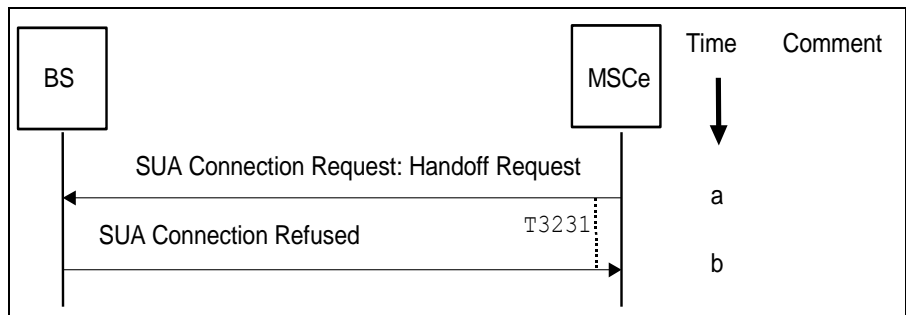 Time Comment
BS MSCe
SUA Connection Request: Handoff Request
a
T3231
SUA Connection Refused
b